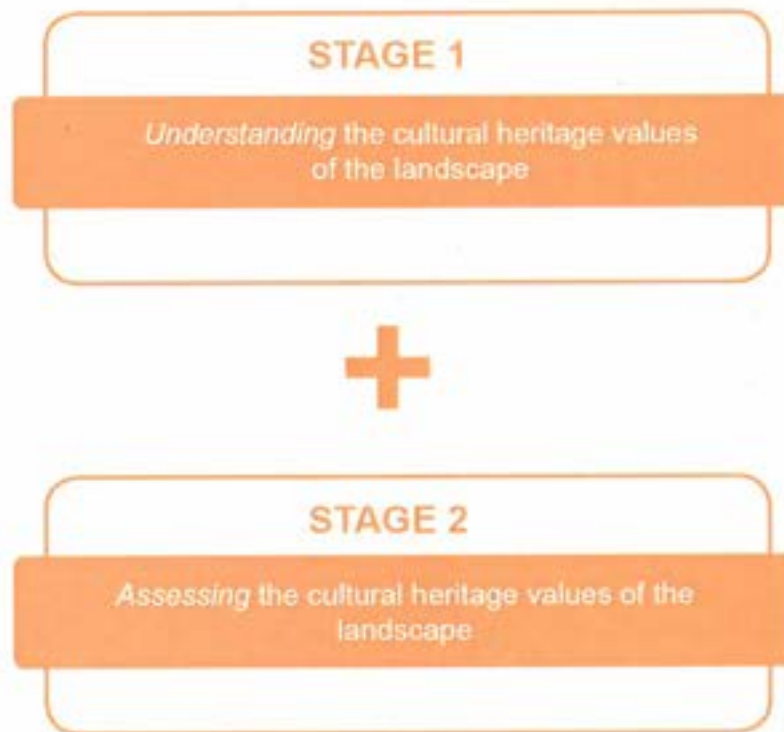 STAGE 1
Understanding the cultural heritage values
of the landscape
STAGE 2
Assessing the cultural heritage values of the
landscape